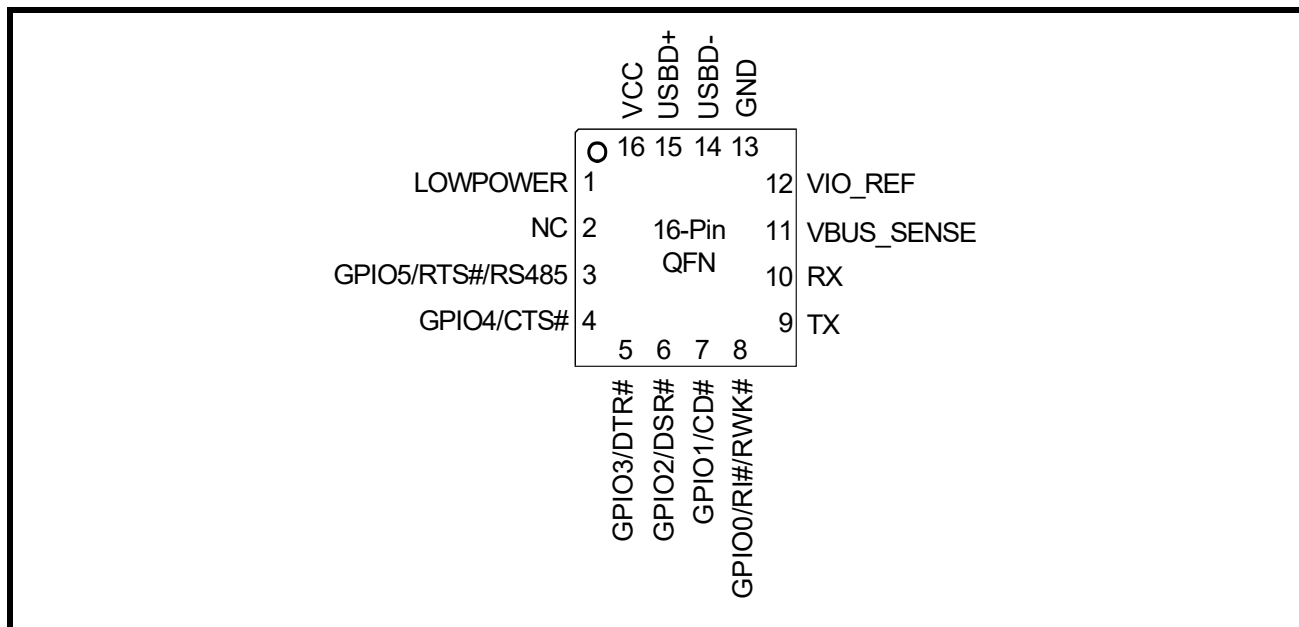 VCC
USBD+
USBD-
GND
16 15 14 13
LOWPOWER 1
12 VIO_REF
NC 2
16-Pin
QFN
11 VBUS_SENSE
GPIO5/RTS#/RS485 3
10 RX
GPIO4/CTS# 4
9 TX
5 6 7 8
GPIO3/DTR#
GPIO2/DSR#
GPIO1/CD#
GPIO0/RI#/RWK#